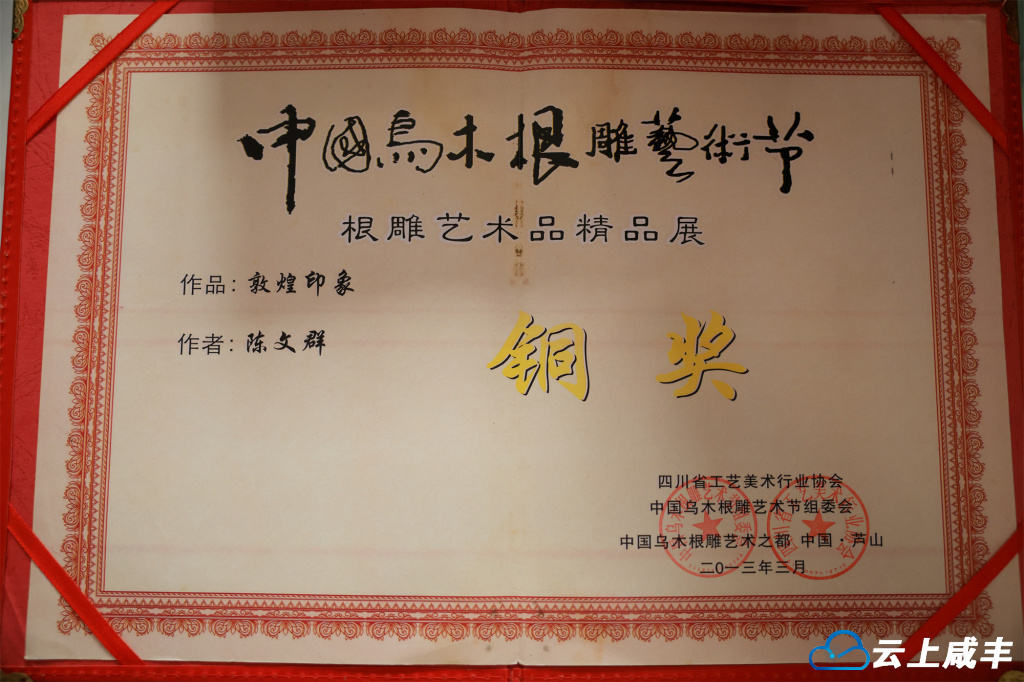 中國烏木根雕藝術节
根雕艺术品精品展
作品：敦煌印象
作者：陈文群
铜 奖
四川省工艺美术行业协会
中国乌木根雕艺术节组委会
中国乌木根雕艺术之都 中国·芦山
二〇一三年三月
云上咸丰